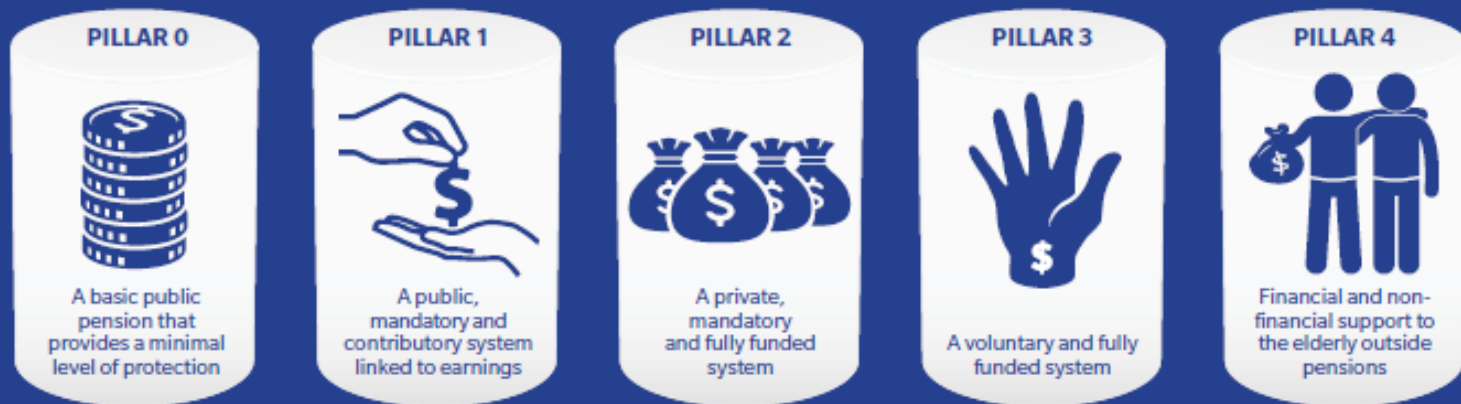 PILLAR 0
$
A basic public
pension that
provides a minimal
level of protection
PILLAR 1
$
A public,
mandatory and
contributory system
linked to earnings
PILLAR 2
$ $ $ $
A private,
mandatory
and fully funded
system
PILLAR 3
$
A voluntary and fully
funded system
PILLAR 4
$
Financial and non-
financial support to
the elderly outside
pensions